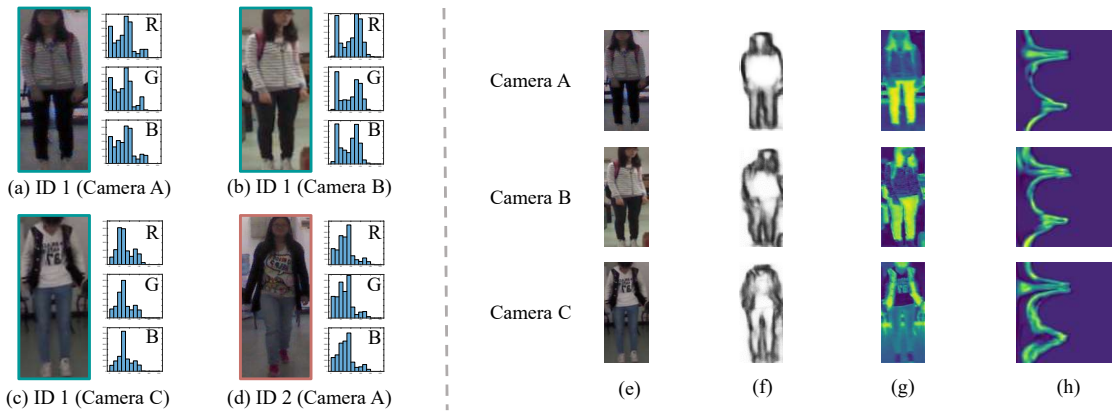 R
G
B
(a) ID 1 (Camera A)
R
G
B
(b) ID 1 (Camera B)
R
G
B
(c) ID 1 (Camera C)
R
G
B
(d) ID 2 (Camera A)
Camera A
Camera B
Camera C
(e)
(f)
(g)
(h)